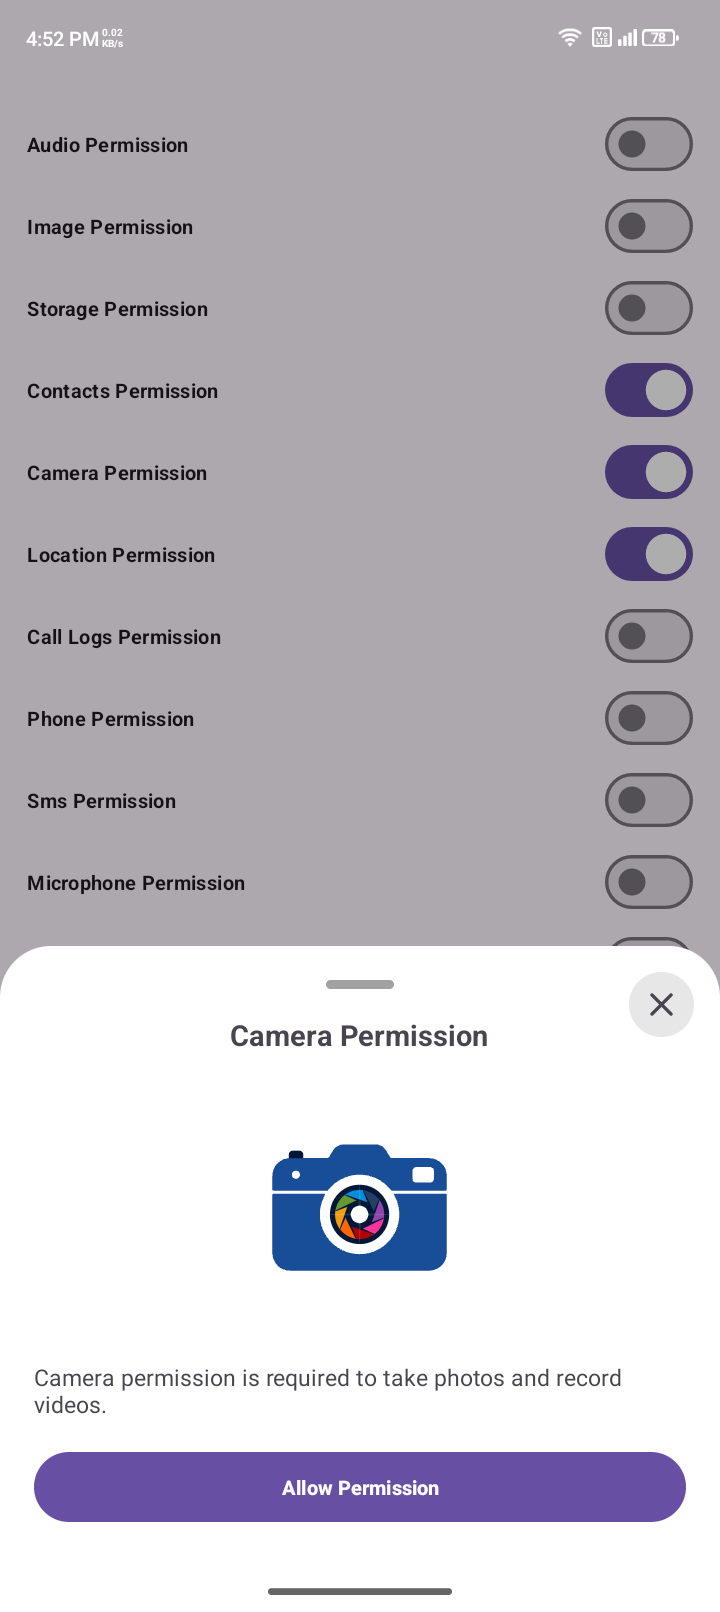 4:52 PM 0.02 KB/s Vo LTE 78
Audio Permission
Image Permission
Storage Permission
Contacts Permission
Camera Permission
Location Permission
Call Logs Permission
Phone Permission
Sms Permission
Microphone Permission
Camera Permission
Camera permission is required to take photos and record
videos.
Allow Permission